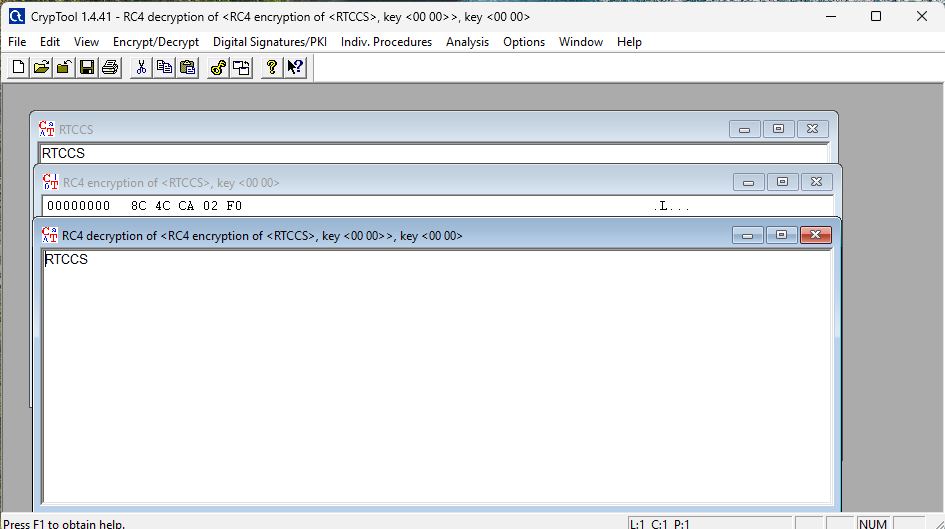 CrypTool 1.4.41 - RC4 decryption of <RC4 encryption of <RTCCS>, key <00 00>>, key <00 00>
File Edit View Encrypt/Decrypt Digital Signatures/PKI Indiv. Procedures Analysis Options Window Help
RTCCS
RTCCS
RC4 encryption of <RTCCS>, key <00 00>
00000000 8C 4C CA 02 F0 .L...
RC4 decryption of <RC4 encryption of <RTCCS>, key <00 00>>, key <00 00>
RTCCS
Press F1 to obtain help. L:1 C:1 P:1 NUM